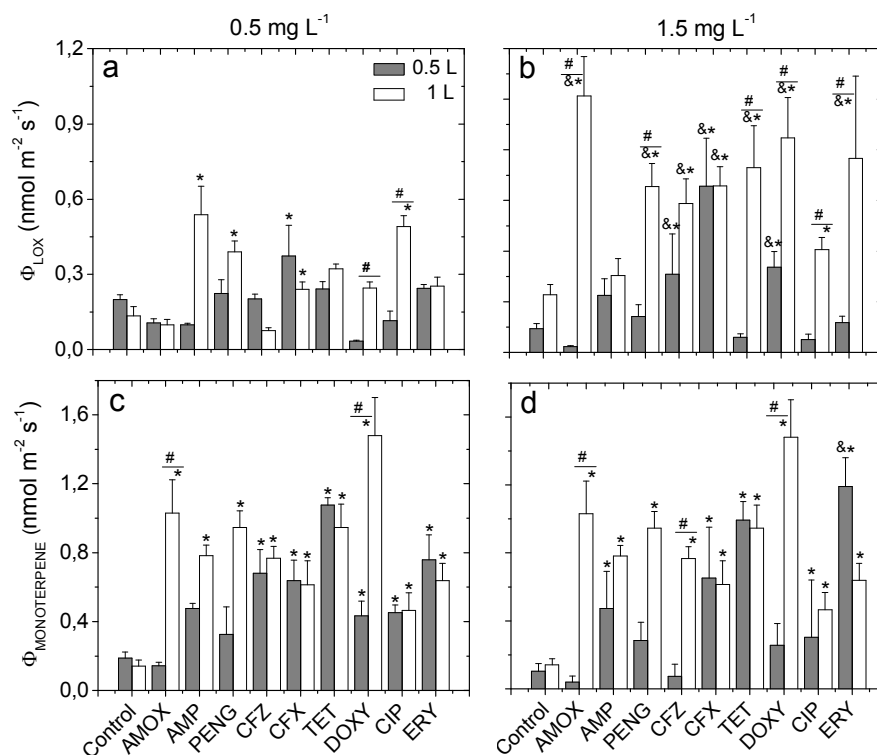 0.5 mg L-1
1.5 mg L-1
a
0.5 L
1 L
* * * * # * #
1,2
0,9
0,6
0,3
0,0
ΦLOX (nmol m-2 s-1)
b
# &* # &* &* &* &* &* # &* &* # &* # * # &*
c
# * * * * * * * * * * # * * * * *
1,6
1,2
0,8
0,4
0,0
ΦMONOTERPENE (nmol m-2 s-1)
d
# * * * * # * * * * * # * * * &* *
Control
AMOX
AMP
PENG
CFZ
CFX
TET
DOXY
CIP
ERY
Control
AMOX
AMP
PENG
CFZ
CFX
TET
DOXY
CIP
ERY